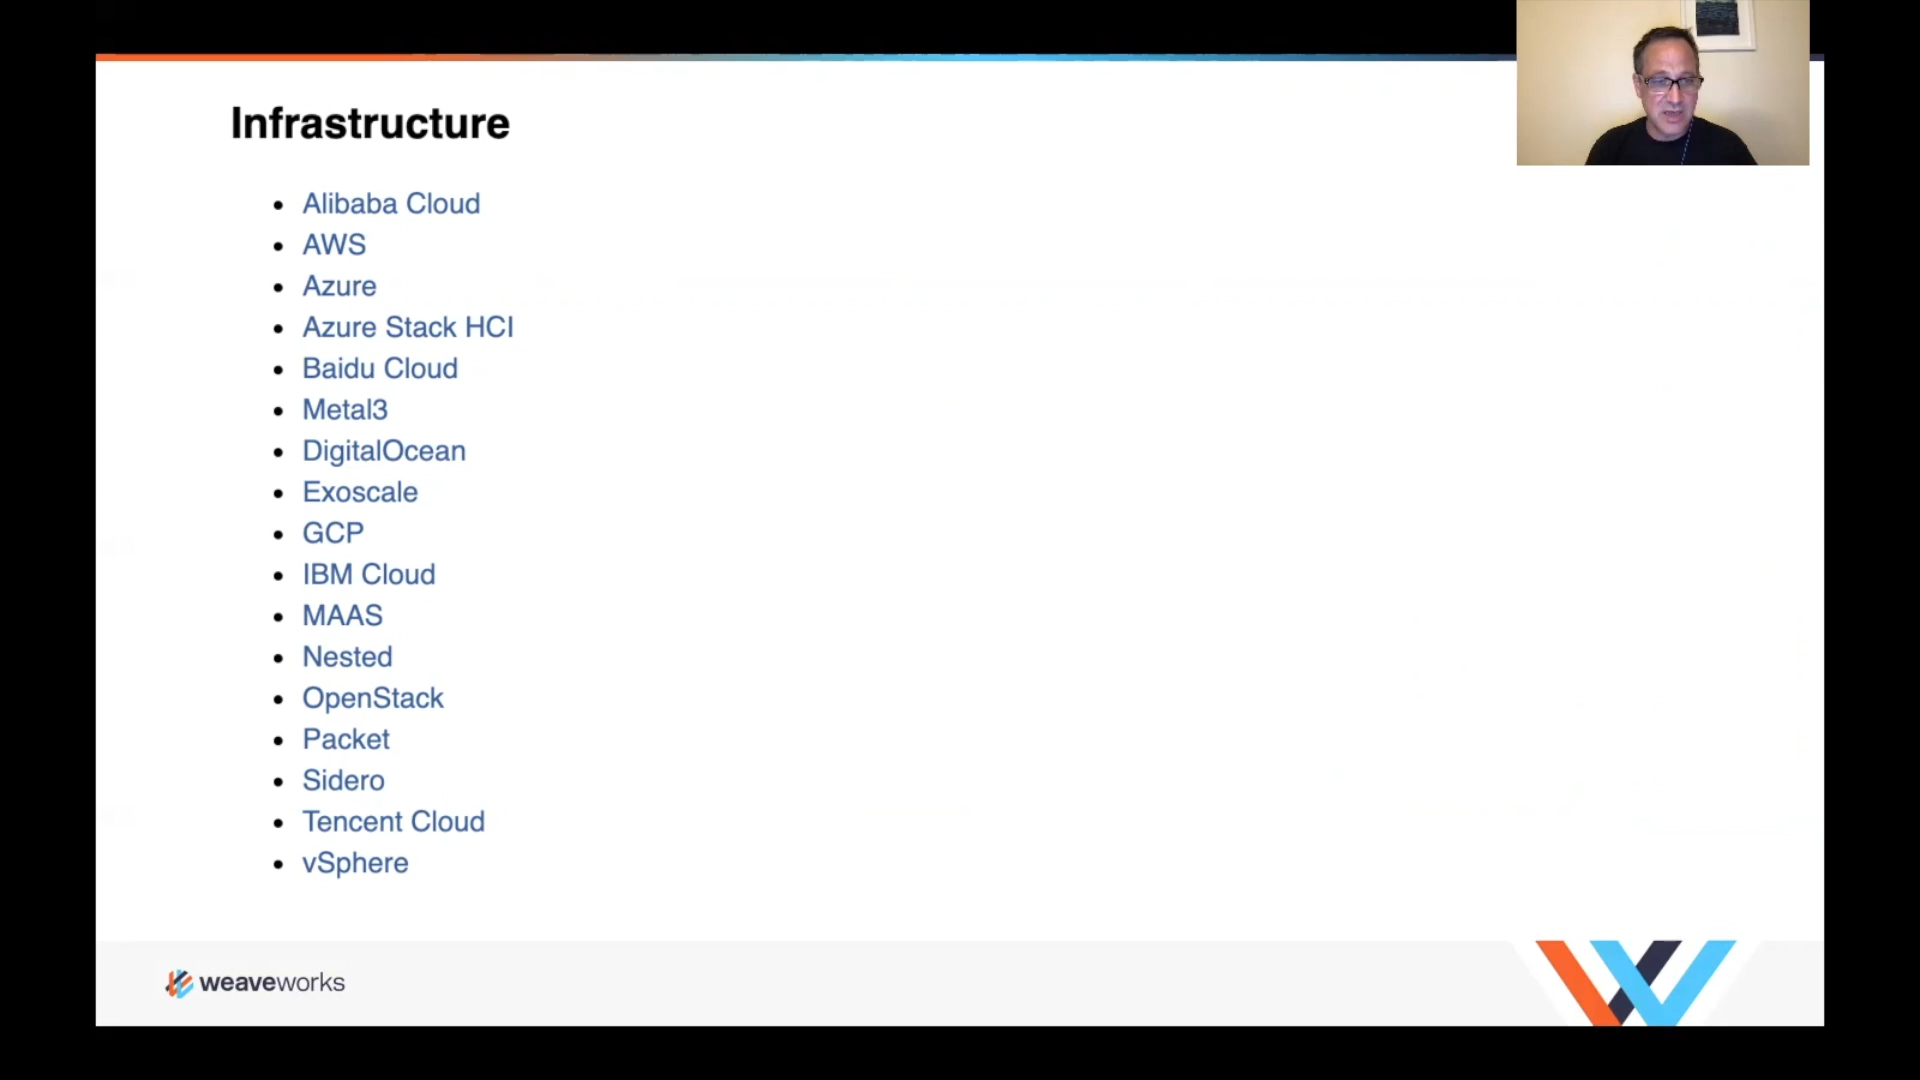 Infrastructure
Alibaba Cloud
AWS
Azure
Azure Stack HCI
Baidu Cloud
Metal3
DigitalOcean
Exoscale
GCP
IBM Cloud
MAAS
Nested
OpenStack
Packet
Sidero
Tencent Cloud
vSphere
weaveworks